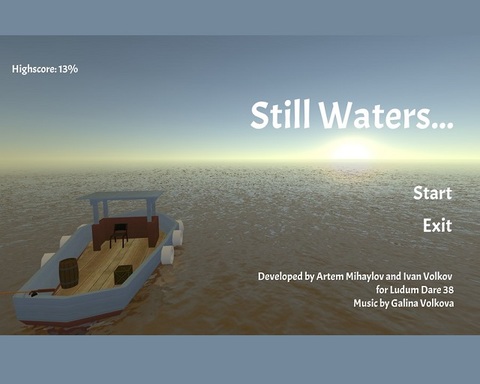 Highscore: 13%
Still Waters...
Start
Exit
Developed by Artem Mihaylov and Ivan Volkov
for Ludum Dare 38
Music by Galina Volkova